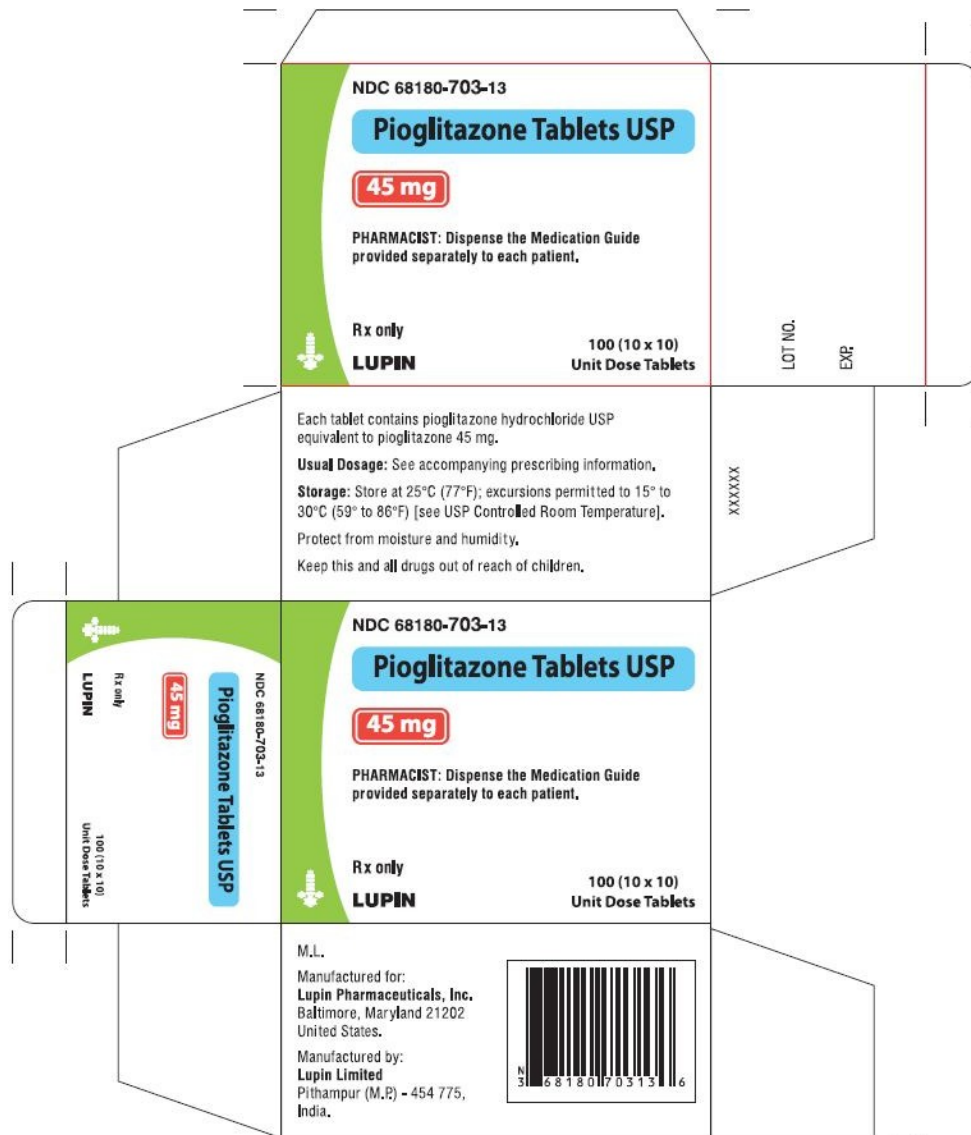 NDC 68180-703-13
Pioglitazone Tablets USP
45 mg
PHARMACIST: Dispense the Medication Guide
provided separately to each patient.
Rx only
LUPIN
100 (10 x 10)
Unit Dose Tablets
LOT NO.
EXP.
Each tablet contains pioglitazone hydrochloride USP
equivalent to pioglitazone 45 mg.
Usual Dosage: See accompanying prescribing information.
Storage: Store at 25°C (77°F); excursions permitted to 15° to
30°C (59° to 86°F) [see USP Controlled Room Temperature].
Protect from moisture and humidity.
Keep this and all drugs out of reach of children.
XXXXXX
NDC 68180-703-13
Pioglitazone Tablets USP
45 mg
Rx only
LUPIN
100 (10 x 10)
Unit Dose Tablets
NDC 68180-703-13
Pioglitazone Tablets USP
45 mg
PHARMACIST: Dispense the Medication Guide
provided separately to each patient.
Rx only
LUPIN
100 (10 x 10)
Unit Dose Tablets
M.L.
Manufactured for:
Lupin Pharmaceuticals, Inc.
Baltimore, Maryland 21202
United States.
Manufactured by:
Lupin Limited
Pithampur (M.P.) - 454 775,
India.
N
3 68180 70313 6